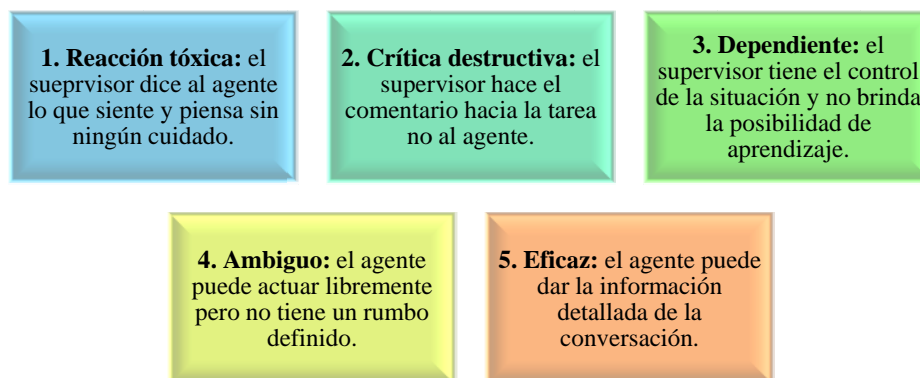 1. Reacción tóxica: el
sueprvisor dice al agente
lo que siente y piensa sin
ningún cuidado.
2. Crítica destructiva: el
supervisor hace el
comentario hacia la tarea
no al agente.
3. Dependiente: el
supervisor tiene el control
de la situación y no brinda
la posibilidad de
aprendizaje.
4. Ambiguo: el agente
puede actuar libremente
pero no tiene un rumbo
definido.
5. Eficaz: el agente puede
dar la información
detallada de la
conversación.